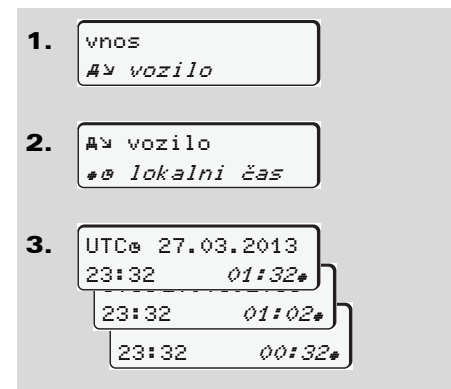 1.
vnos
vozilo
2.
vozilo
lokalni čas
3.
UTC 27.03.2013
23:32 01:32
23:32 01:02
23:32 00:32